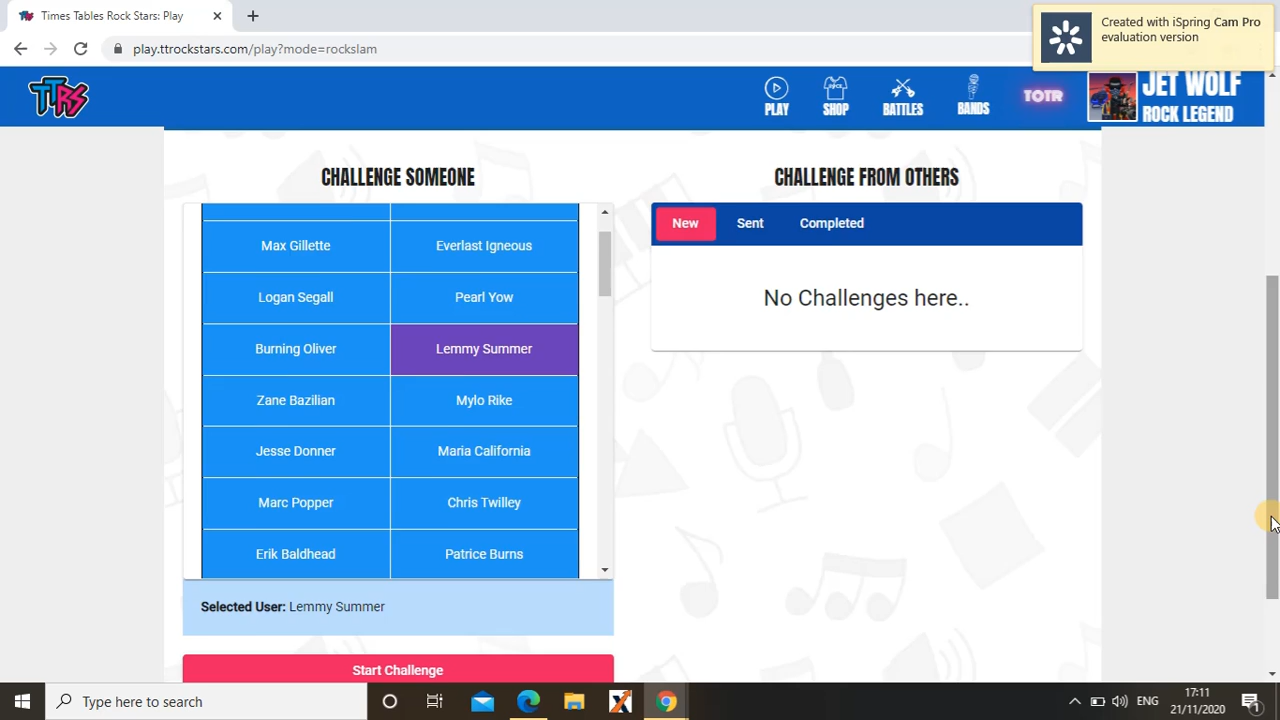 Times Tables Rock Stars: Play
Created with iSpring Cam Pro
evaluation version
play.ttrockstars.com/play?mode=rockslam
TTRS
PLAY
SHOP
BATTLES
BANDS
TOTR
JET WOLF
ROCK LEGEND
CHALLENGE SOMEONE
CHALLENGE FROM OTHERS
New Sent Completed
No Challenges here..
Max Gillette Everlast Igneous
Logan Segall Pearl Yow
Burning Oliver Lemmy Summer
Zane Bazilian Mylo Rike
Jesse Donner Maria California
Marc Popper Chris Twilley
Erik Baldhead Patrice Burns
Selected User: Lemmy Summer
Start Challenge
Type here to search
ENG
17:11
21/11/2020
1